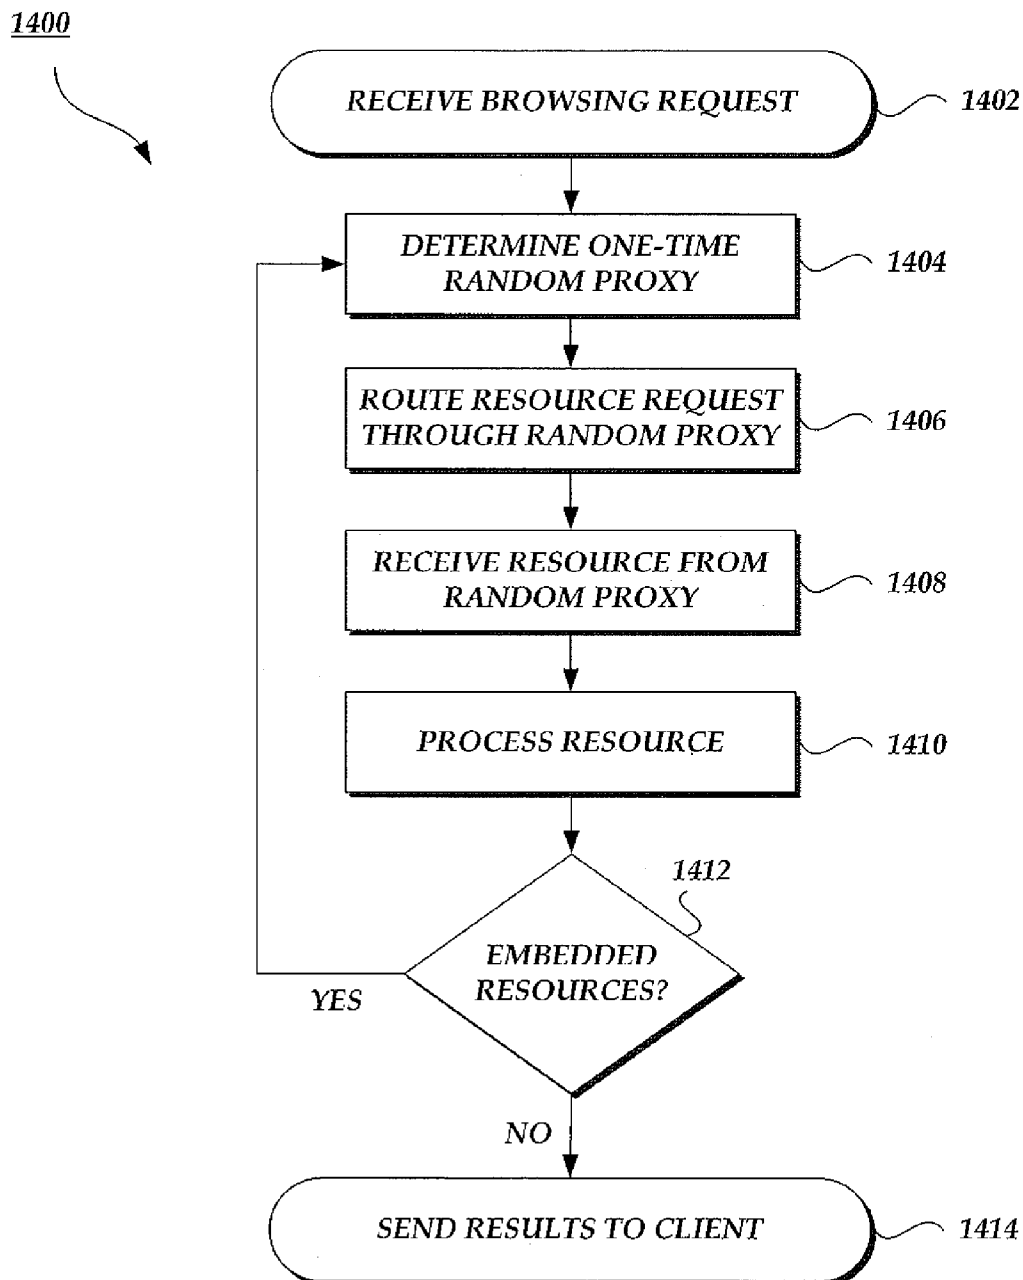 1400
RECEIVE BROWSING REQUEST
1402
DETERMINE ONE-TIME
RANDOM PROXY
1404
ROUTE RESOURCE REQUEST
THROUGH RANDOM PROXY
1406
RECEIVE RESOURCE FROM
RANDOM PROXY
1408
PROCESS RESOURCE
1410
1412
EMBEDDED
RESOURCES?
YES
NO
SEND RESULTS TO CLIENT
1414